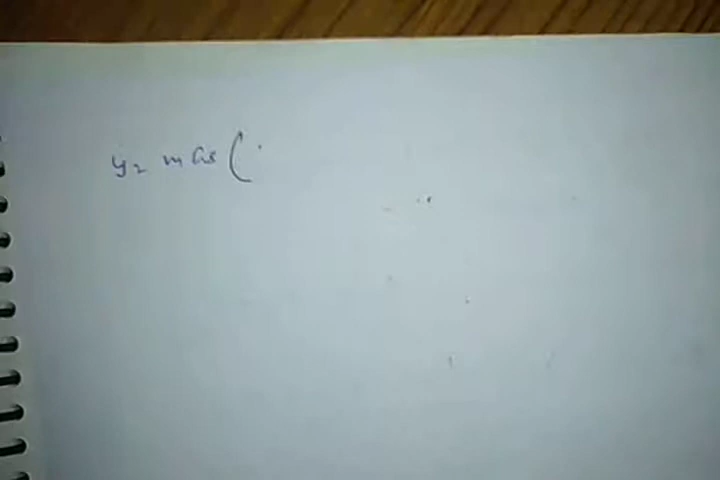 y = m cos (